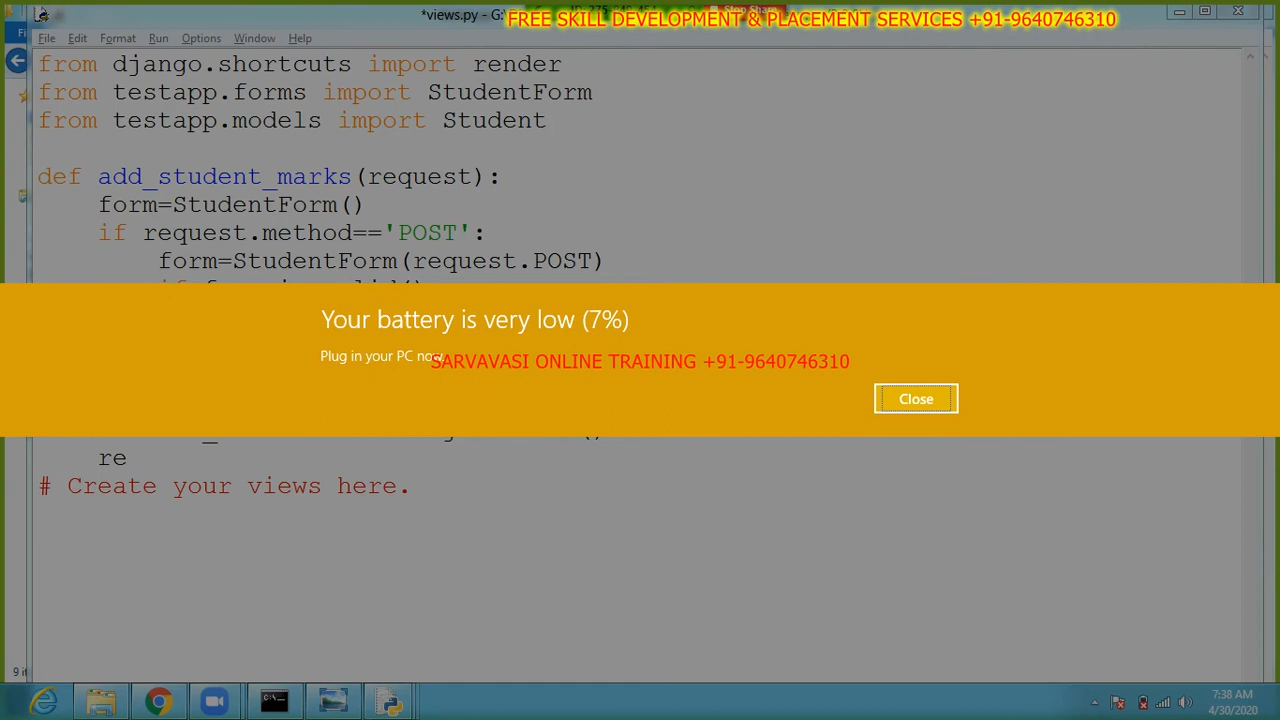 *views.py - G:\
Stop Share
FREE SKILL DEVELOPMENT & PLACEMENT SERVICES +91-9640746310
File Edit Format Run Options Window Help
from django.shortcuts import render
from testapp.forms import StudentForm
from testapp.models import Student
def add_student_marks(request):
form=StudentForm()
if request.method=='POST':
form=StudentForm(request.POST)
Your battery is very low (7%)
Plug in your PC now.
SARVAVASI ONLINE TRAINING +91-9640746310
Close
re
# Create your views here.
7:38 AM
4/30/2020